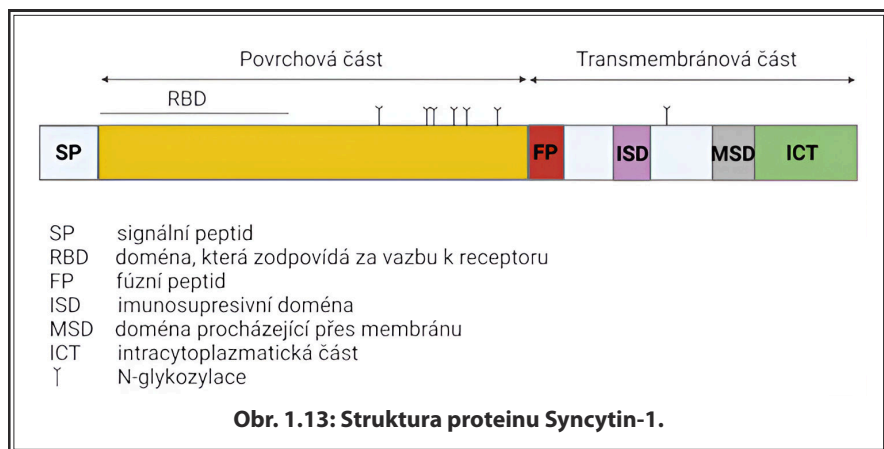 Povrchová část Transmembránová část
RBD
SP FP ISD MSD ICT
SP signální peptid
RBD doména, která zodpovídá za vazbu k receptoru
FP fúzní peptid
ISD imunosupresivní doména
MSD doména procházející přes membránu
ICT intracytoplazmatická část
N-glykozylace
Obr. 1.13: Struktura proteinu Syncytin-1.